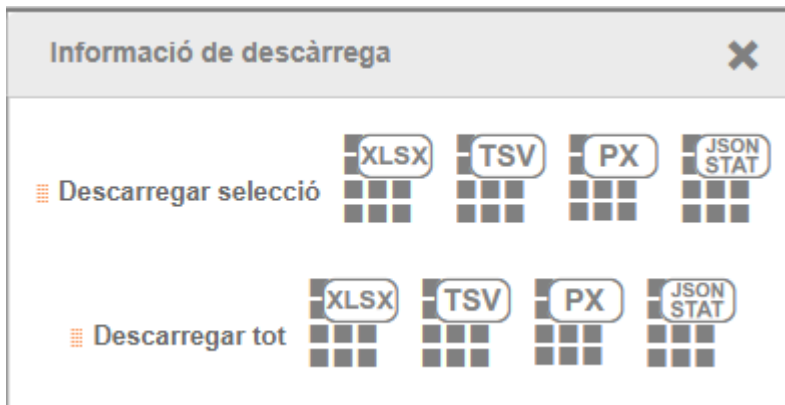 Informació de descàrrega
Descarregar selecció XLSX TSV PX JSON STAT
Descarregar tot XLSX TSV PX JSON STAT